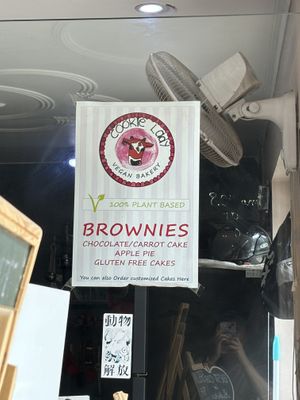 COOKIE LADY
VEGAN BAKERY
100% PLANT BASED
BROWNIES
CHOCOLATE/CARROT CAKE
APPLE PIE
GLUTEN FREE CAKES
You can also Order customized Cakes Here
動物
解放